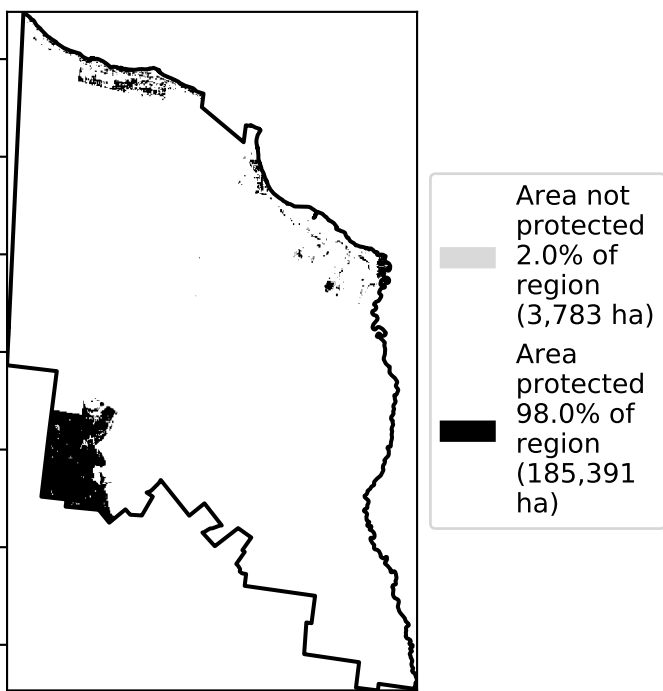 Area not
protected
2.0% of
region
(3,783 ha)
Area
protected
98.0% of
region
(185,391
ha)